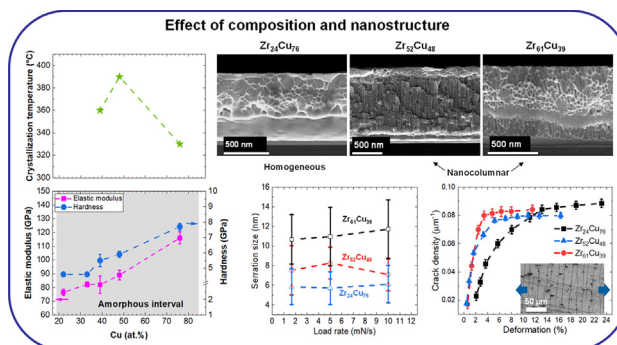 Effect of composition and nanostructure
Zr24Cu76
Zr52Cu48
Zr61Cu39
Crystallization temperature (°C)
400
380
360
340
320
300
500 nm
500 nm
500 nm
Homogeneous
Nanocolumnar
Elastic modulus
Hardness
Elastic modulus (GPa)
150
140
130
120
110
100
90
80
70
60
Hardness (GPa)
10
9
8
7
6
5
4
3
2
1
Amorphous interval
20 30 40 50 60 70 80
Cu (at.%)
Serration size (nm)
16
14
12
10
8
6
4
2
Zr61Cu39
Zr52Cu48
Zr24Cu76
0 2 4 6 8 10 12
Load rate (mN/s)
Crack density (µm-1)
0.10
0.08
0.06
0.04
0.02
Zr24Cu76
Zr52Cu48
Zr61Cu39
50 µm
0 2 4 6 8 10 12 14 16 18 20 22 24
Deformation (%)